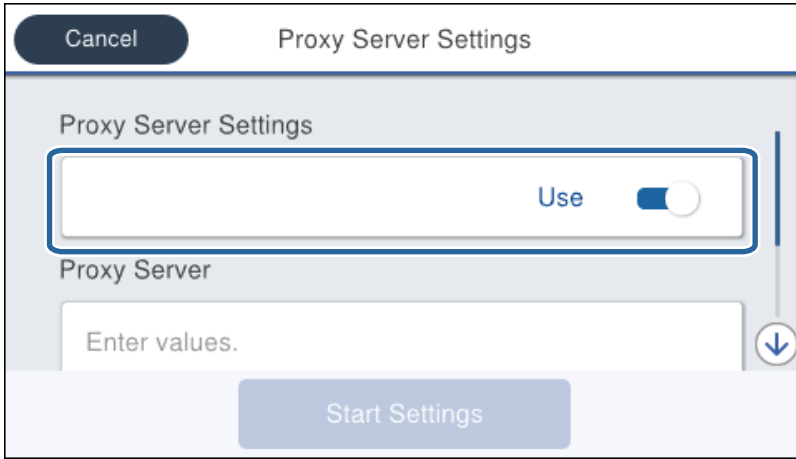 Cancel
Proxy Server Settings
Proxy Server Settings
Use
Proxy Server
Enter values.
Start Settings